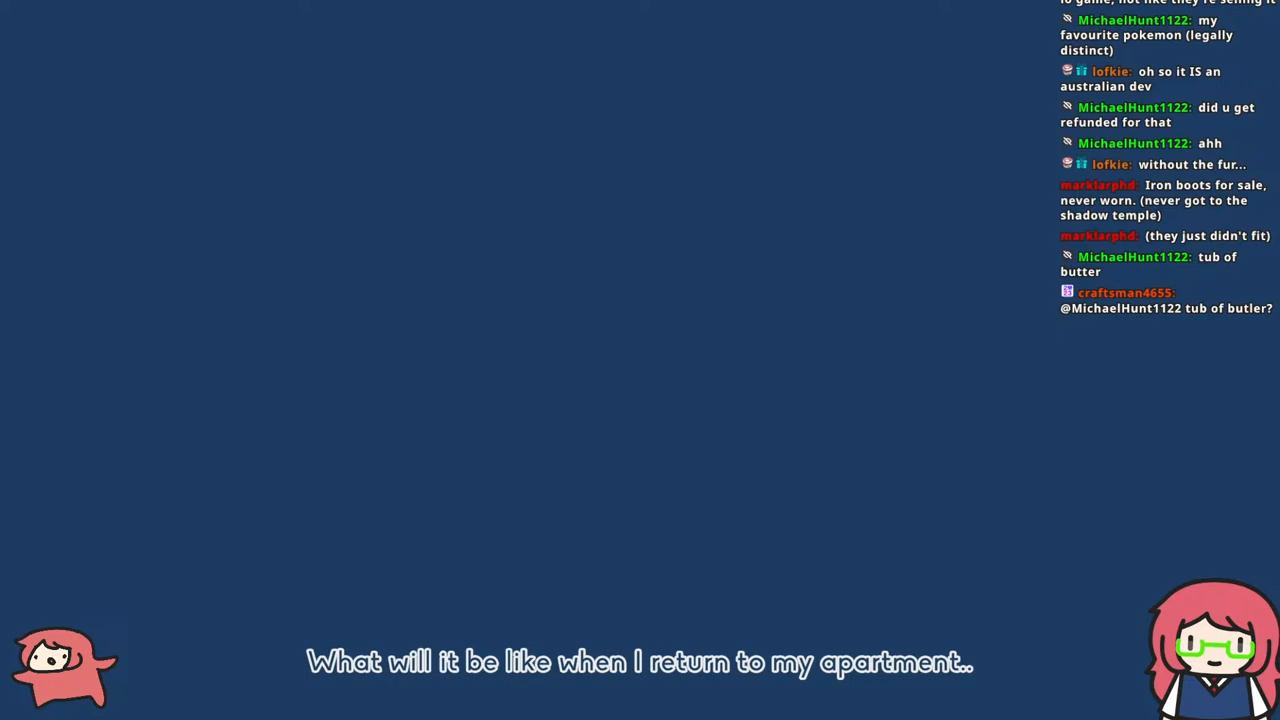 MichaelHunt1122: my
favourite pokemon (legally
distinct)
lofkie: oh so it IS an
australian dev
MichaelHunt1122: did u get
refunded for that
MichaelHunt1122: ahh
lofkie: without the fur...
marklarphd: Iron boots for sale,
never worn. (never got to the
shadow temple)
marklarphd: (they just didn't fit)
MichaelHunt1122: tub of
butter
craftsman4655:
@MichaelHunt1122 tub of butler?
What will it be like when I return to my apartment..